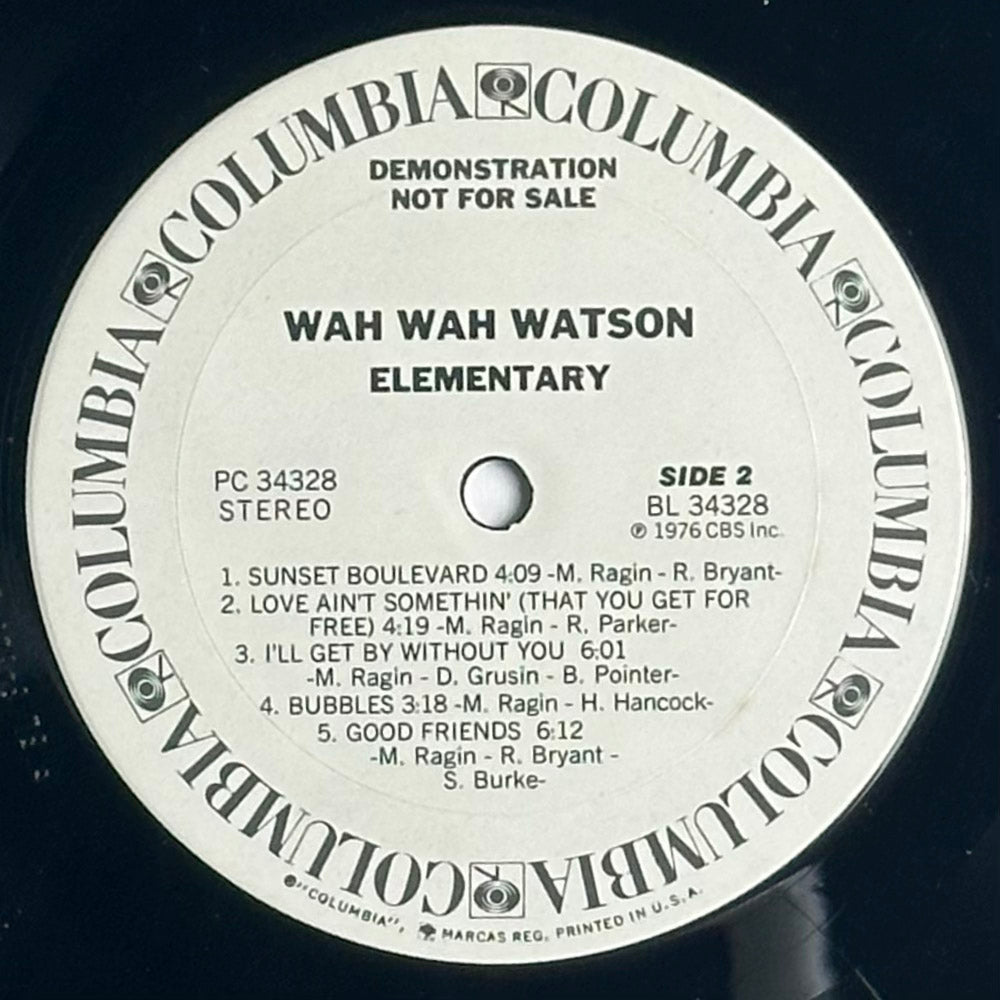 COLUMBIA COLUMBIA COLUMBIA COLUMBIA COLUMBIA COLUMBIA
DEMONSTRATION
NOT FOR SALE
WAH WAH WATSON
ELEMENTARY
PC 34328
STEREO
SIDE 2
BL 34328
℗ 1976 CBS Inc.
1. SUNSET BOULEVARD 4:09 -M. Ragin - R. Bryant-
2. LOVE AIN'T SOMETHIN' (THAT YOU GET FOR
FREE) 4:19 -M. Ragin - R. Parker-
3. I'LL GET BY WITHOUT YOU 6:01
-M. Ragin - D. Grusin - B. Pointer-
4. BUBBLES 3:18 -M. Ragin - H. Hancock-
5. GOOD FRIENDS 6:12
-M. Ragin - R. Bryant -
S. Burke-
"COLUMBIA", MARCAS REG. PRINTED IN U.S.A.